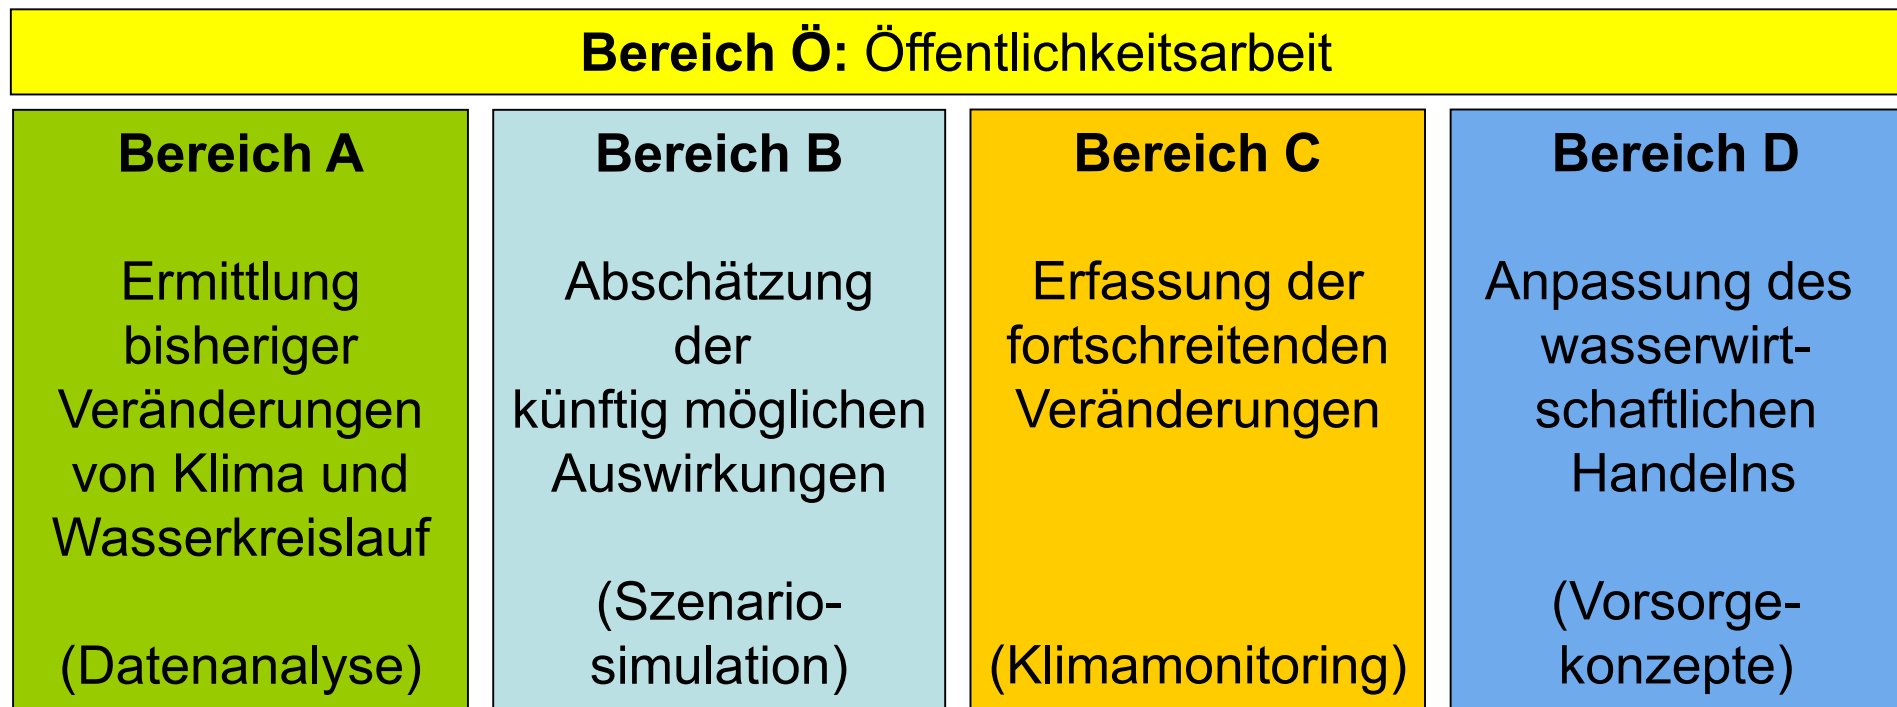 Bereich Ö: Öffentlichkeitsarbeit
Bereich A
Ermittlung
bisheriger
Veränderungen
von Klima und
Wasserkreislauf
(Datenanalyse)
Bereich B
Abschätzung
der
künftig möglichen
Auswirkungen
(Szenario-
simulation)
Bereich C
Erfassung der
fortschreitenden
Veränderungen
(Klimamonitoring)
Bereich D
Anpassung des
wasserwirt-
schaftlichen
Handelns
(Vorsorge-
konzepte)